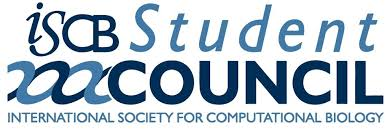 iSCB Student
COUNCIL
INTERNATIONAL SOCIETY FOR COMPUTATIONAL BIOLOGY